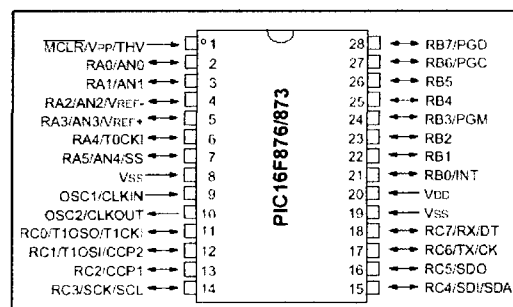 MCLR/VPP/THV 1
RA0/AN0 2
RA1/AN1 3
RA2/AN2/VREF- 4
RA3/AN3/VREF+ 5
RA4/T0CKI 6
RA5/AN4/SS 7
VSS 8
OSC1/CLKIN 9
OSC2/CLKOUT 10
RC0/T1OSO/T1CKI 11
RC1/T1OSI/CCP2 12
RC2/CCP1 13
RC3/SCK/SCL 14
PIC16F876/873
28 RB7/PGD
27 RB6/PGC
26 RB5
25 RB4
24 RB3/PGM
23 RB2
22 RB1
21 RB0/INT
20 VDD
19 VSS
18 RC7/RX/DT
17 RC6/TX/CK
16 RC5/SDO
15 RC4/SDI/SDA